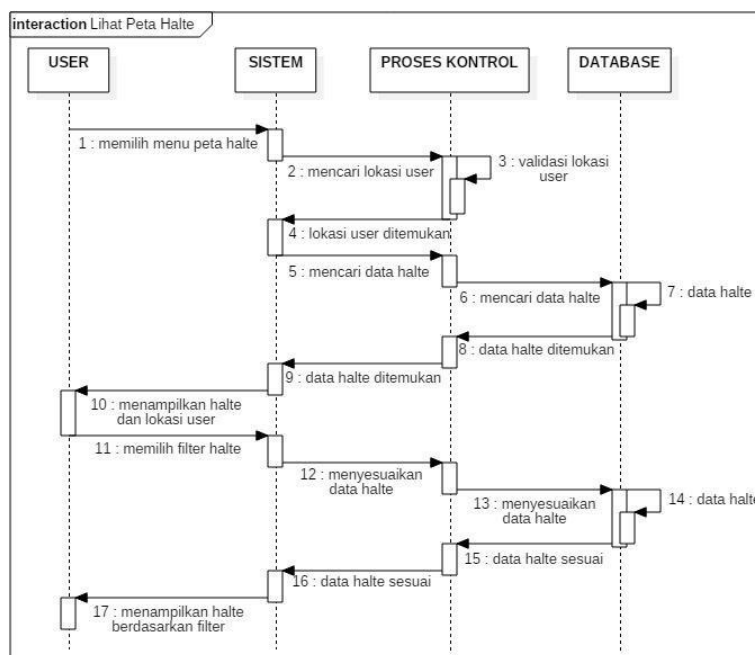 interaction Lihat Peta Halte
USER
SISTEM
PROSES KONTROL
DATABASE
1 : memilih menu peta halte
2 : mencari lokasi user
3 : validasi lokasi
user
4 : lokasi user ditemukan
5 : mencari data halte
6 : mencari data halte
7 : data halte
8 : data halte ditemukan
9 : data halte ditemukan
10 : menampilkan halte
dan lokasi user
11 : memilih filter halte
12 : menyesuaikan
data halte
13 : menyesuaikan
data halte
14 : data halte
15 : data halte sesuai
16 : data halte sesuai
17 : menampilkan halte
berdasarkan filter